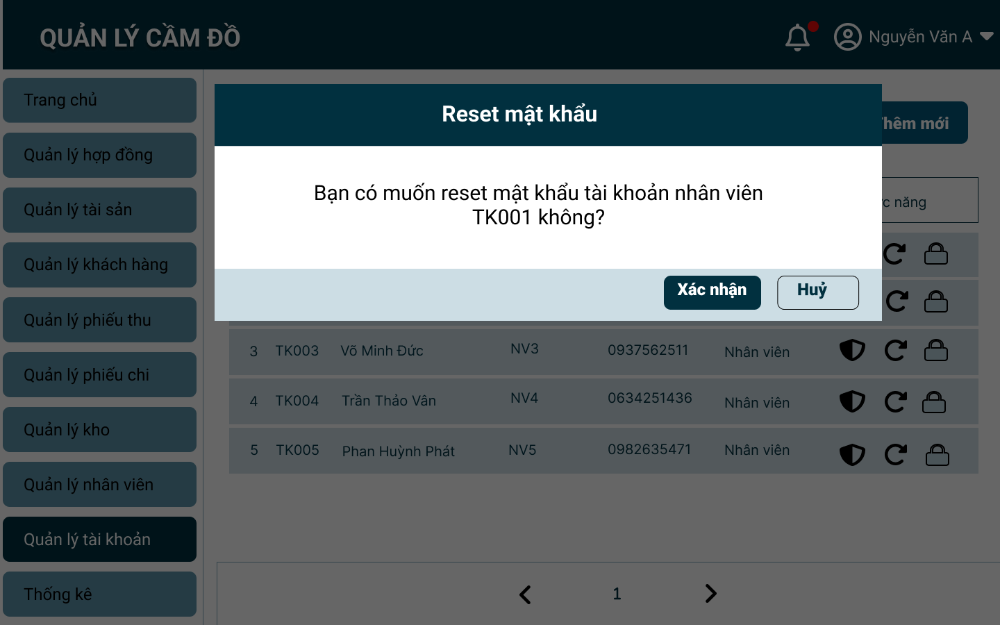 QUẢN LÝ CẦM ĐỒ
Nguyễn Văn A
Trang chủ
Quản lý hợp đồng
Quản lý tài sản
Quản lý khách hàng
Quản lý phiếu thu
Quản lý phiếu chi
Quản lý kho
Quản lý nhân viên
Quản lý tài khoản
Thống kê
Reset mật khẩu
Bạn có muốn reset mật khẩu tài khoản nhân viên
TK001 không?
Xác nhận Huỷ
Thêm mới
năng
3 TK003 Võ Minh Đức NV3 0937562511 Nhân viên
4 TK004 Trần Thảo Vân NV4 0634251436 Nhân viên
5 TK005 Phan Huỳnh Phát NV5 0982635471 Nhân viên
1